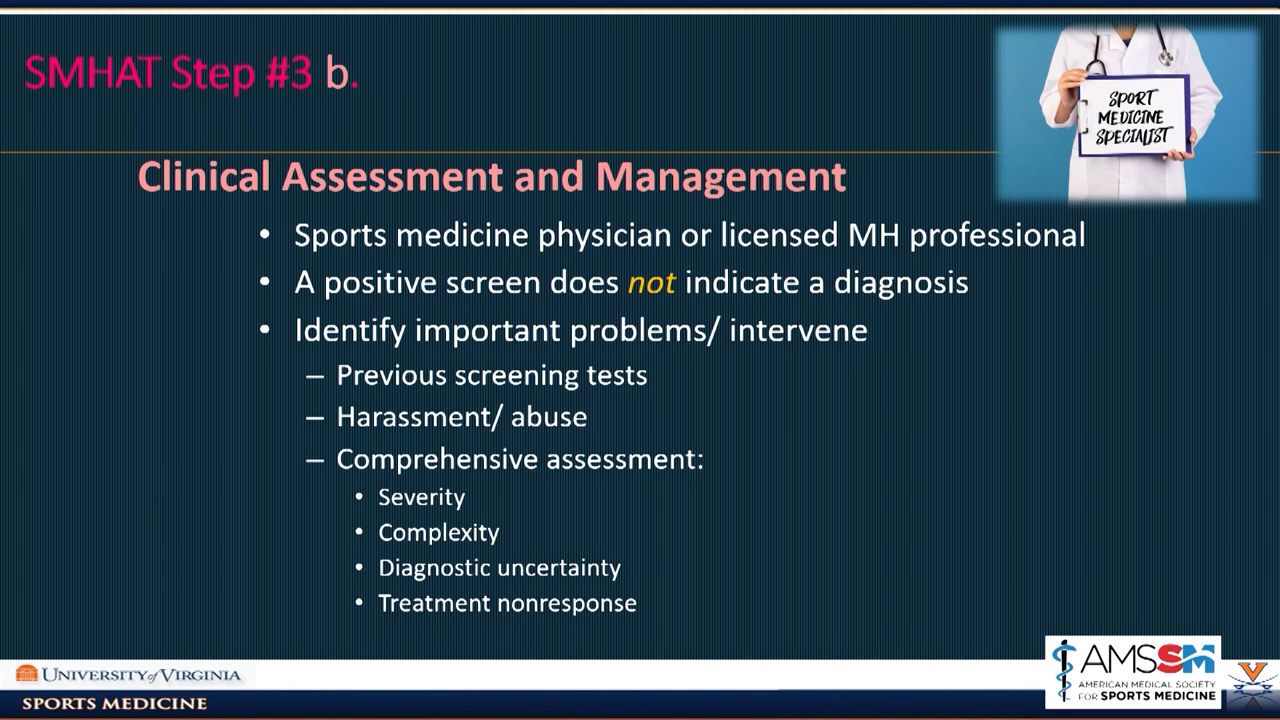 SMHAT Step #3 b.
SPORT
MEDICINE
SPECIALIST
Clinical Assessment and Management
• Sports medicine physician or licensed MH professional
• A positive screen does not indicate a diagnosis
• Identify important problems/ intervene
– Previous screening tests
– Harassment/ abuse
– Comprehensive assessment:
• Severity
• Complexity
• Diagnostic uncertainty
• Treatment nonresponse
UNIVERSITY of VIRGINIA
SPORTS MEDICINE
AMSSM
AMERICAN MEDICAL SOCIETY
FOR SPORTS MEDICINE